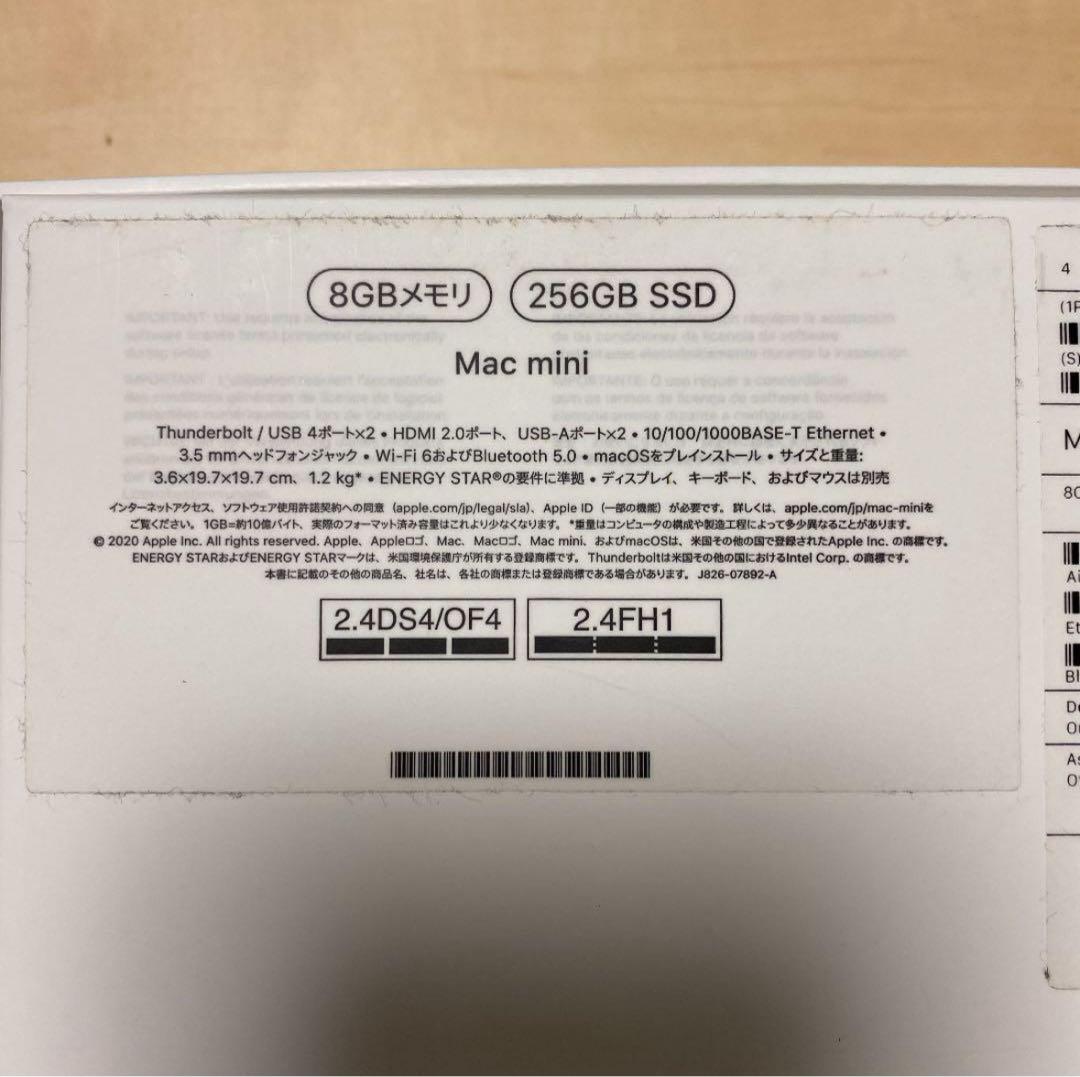 8GBメモリ
256GB SSD
Mac mini
Thunderbolt / USB 4ポート×2 • HDMI 2.0ポート、USB-Aポート×2 • 10/100/1000BASE-T Ethernet •
3.5 mmヘッドフォンジャック • Wi-Fi 6およびBluetooth 5.0 • macOSをプレインストール • サイズと重量:
3.6×19.7×19.7 cm、1.2 kg* • ENERGY STAR®の要件に準拠 • ディスプレイ、キーボード、およびマウスは別売
インターネットアクセス、ソフトウェア使用許諾契約への同意（apple.com/jp/legal/sla）、Apple ID（一部の機能）が必要です。詳しくは、apple.com/jp/mac-miniを
ご覧ください。1GB=約10億バイト、実際のフォーマット済み容量はこれより少なくなります。*重量はコンピュータの構成や製造工程によって多少異なることがあります。
© 2020 Apple Inc. All rights reserved. Apple、Appleロゴ、Mac、Macロゴ、Mac mini、およびmacOSは、米国その他の国で登録されたApple Inc. の商標です。
ENERGY STARおよびENERGY STARマークは、米国環境保護庁が所有する登録商標です。Thunderboltは米国その他の国におけるIntel Corp. の商標です。
本書に記載のその他の商品名、社名は、各社の商標または登録商標である場合があります。 J826-07892-A
2.4DS4/OF4
2.4FH1
4
(1P
(S)
M
8G
Ai
Et
Bl
De
Ou
As